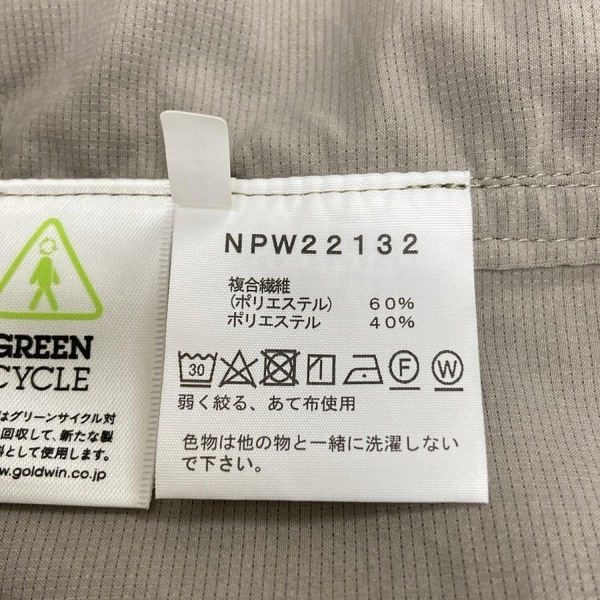 NPW22132
複合繊維
(ポリエステル) 60%
ポリエステル 40%
30
F
W
弱く絞る、あて布使用
色物は他の物と一緒に洗濯しない
で下さい。
GREEN
CYCLE
はグリーンサイクル対
回収して、新たな製
料として使用します。
w.goldwin.co.jp